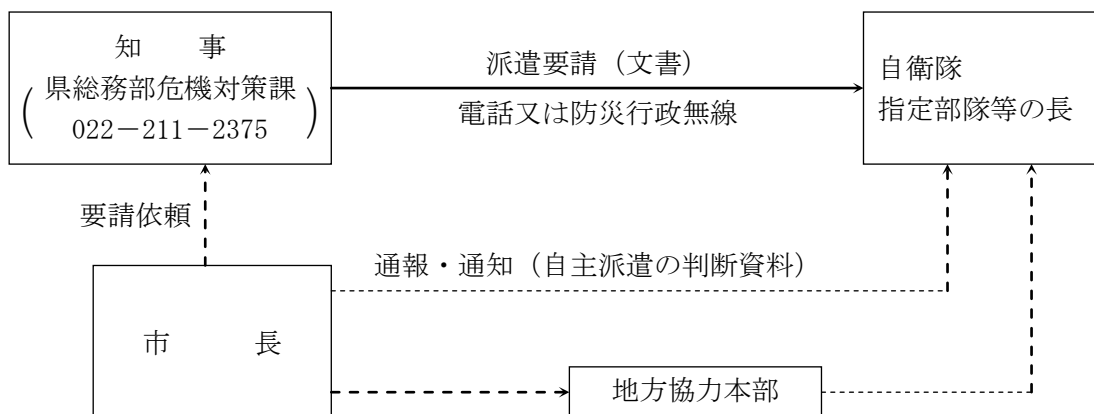 知　　事
（県総務部危機対策課
022－211－2375）
派遣要請（文書）
電話又は防災行政無線
自衛隊
指定部隊等の長
要請依頼
通報・通知（自主派遣の判断資料）
市　　　長
地方協力本部